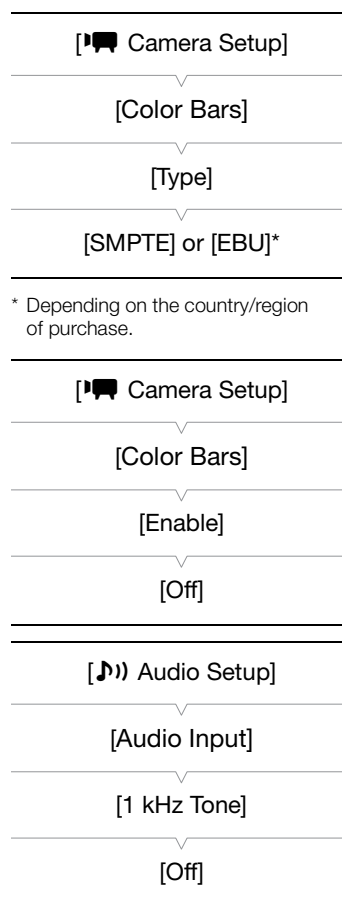 [ Camera Setup]
[Color Bars]
[Type]
[SMPTE] or [EBU]*
* Depending on the country/region
of purchase.
[ Camera Setup]
[Color Bars]
[Enable]
[Off]
[ Audio Setup]
[Audio Input]
[1 kHz Tone]
[Off]